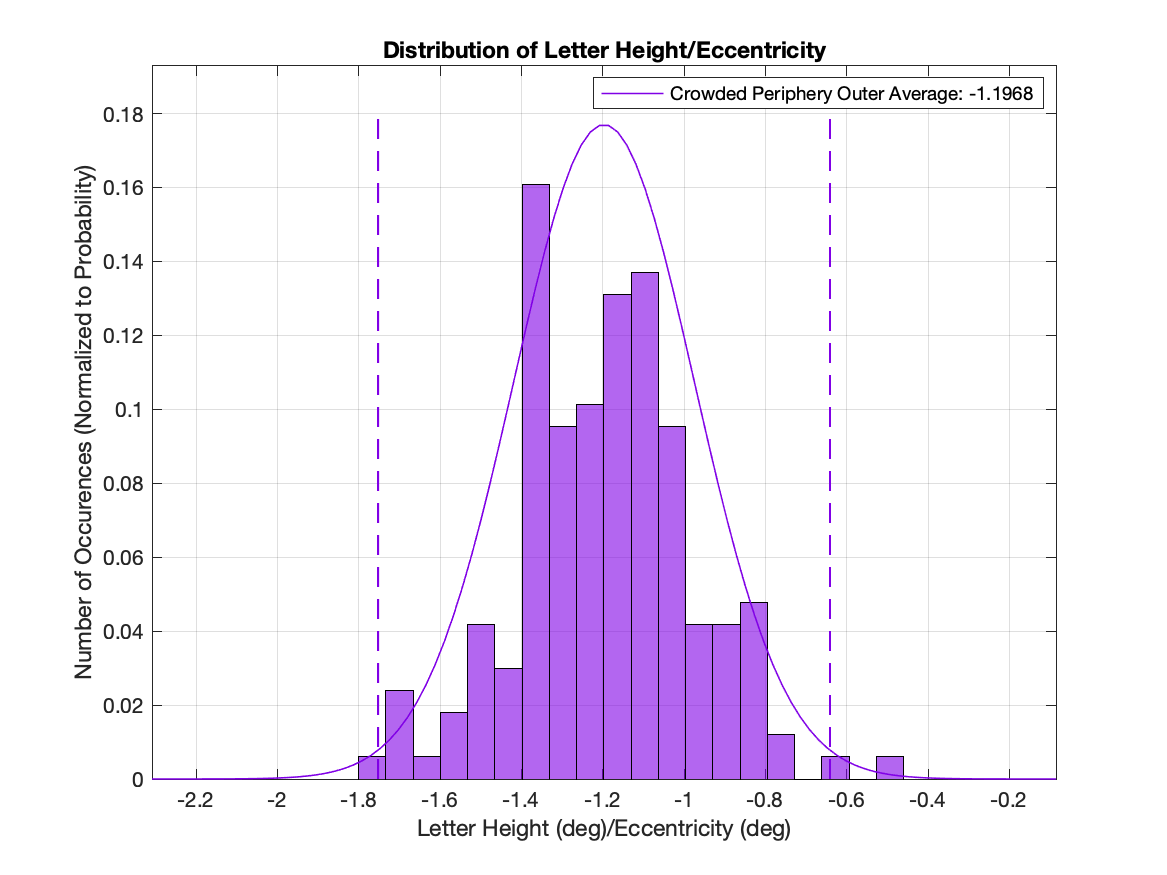 Distribution of Letter Height/Eccentricity
Crowded Periphery Outer Average: -1.1968
Number of Occurences (Normalized to Probability)
0.18
0.16
0.14
0.12
0.1
0.08
0.06
0.04
0.02
0
-2.2 -2 -1.8 -1.6 -1.4 -1.2 -1 -0.8 -0.6 -0.4 -0.2
Letter Height (deg)/Eccentricity (deg)